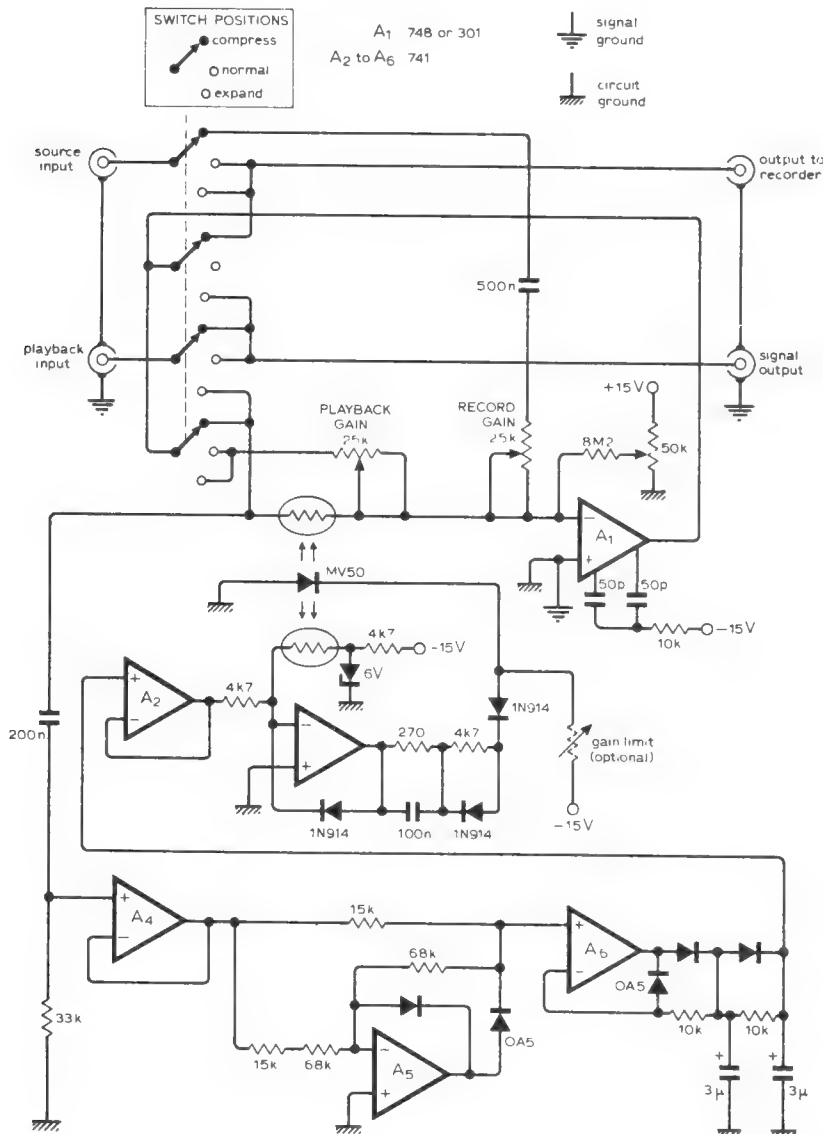 SWITCH POSITIONS
compress
normal
expand
A1 748 or 301
A2 to A6 741
signal
ground
circuit
ground
source
input
output to
recorder
500n
playback
input
signal
output
PLAYBACK
GAIN
25k
RECORD
GAIN
25k
+15V
8M2
50k
−
+
A1
50p
50p
10k
−15V
MV50
4k7
-15V
6V
+
−
A2
4k7
200n
−
+
270
4k7
1N914
gain limit
(optional)
−15V
1N914
100n
1N914
+
−
A4
15k
68k
+
−
A6
OA5
10k
10k
33k
15k
68k
−
+
A5
OA5
+
3μ
+
3μ